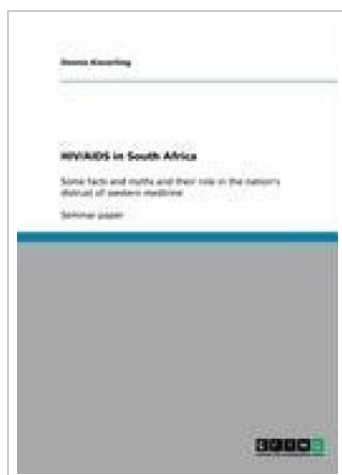 HIV/AIDS in South Africa
Some facts and myths and their role in the nation's
distrust of western medicine
Seminar paper
GRIN